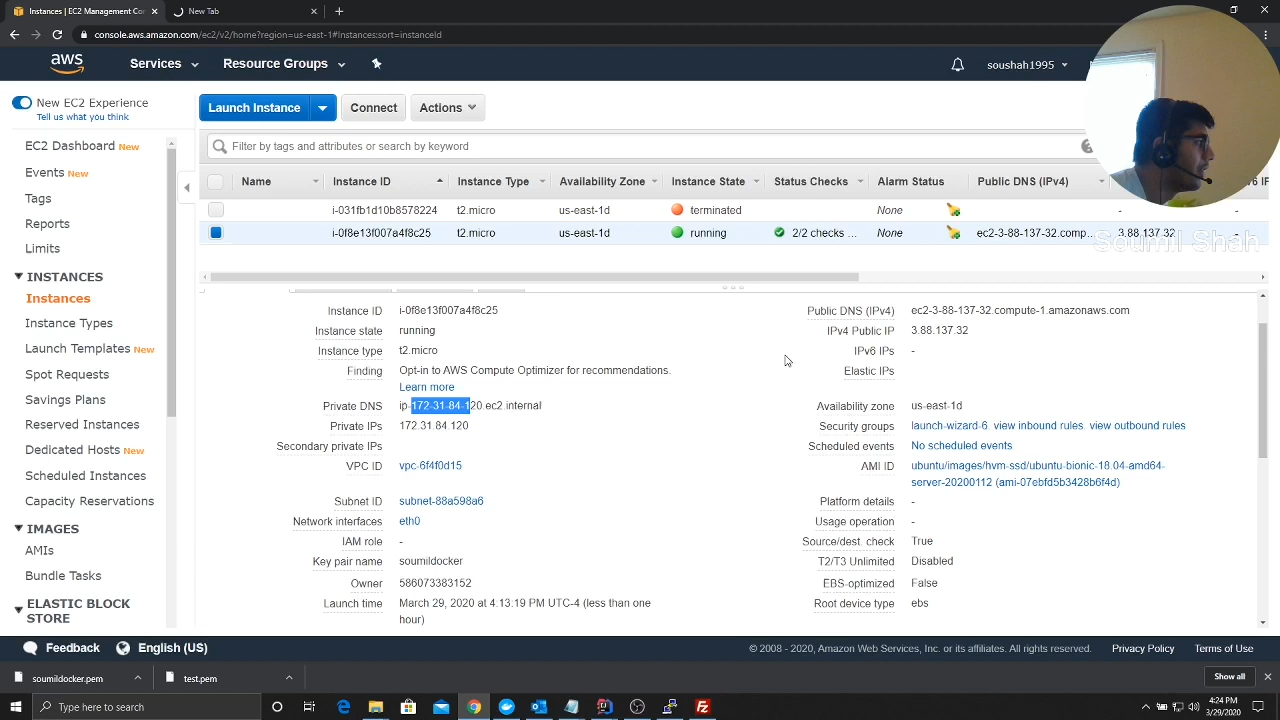 Instances | EC2 Management Con
New Tab
console.aws.amazon.com/ec2/v2/home?region=us-east-1#Instances:sort=instanceId
aws
Services
Resource Groups
soushah1995
New EC2 Experience
Tell us what you think
Launch Instance
Connect
Actions
Filter by tags and attributes or search by keyword
EC2 Dashboard New
Events New
Tags
Reports
Limits
INSTANCES
Instances
Instance Types
Launch Templates New
Spot Requests
Savings Plans
Reserved Instances
Dedicated Hosts New
Scheduled Instances
Capacity Reservations
IMAGES
AMIs
Bundle Tasks
ELASTIC BLOCK
STORE
Name Instance ID Instance Type Availability Zone Instance State Status Checks Alarm Status Public DNS (IPv4) v6 IP
i-031fb1d10b8578224 t2.micro us-east-1d terminated None - -
i-0f8e13f007a4f8c25 t2.micro us-east-1d running 2/2 checks ... None ec2-3-88-137-32.comp... 3.88.137.32 -
Soumil Shah
Instance ID i-0f8e13f007a4f8c25
Instance state running
Instance type t2.micro
Finding Opt-in to AWS Compute Optimizer for recommendations.
Learn more
Private DNS ip-172-31-84-120.ec2.internal
Private IPs 172.31.84.120
Secondary private IPs
VPC ID vpc-6f4f0d15
Subnet ID subnet-88a598a6
Network interfaces eth0
IAM role -
Key pair name soumildocker
Owner 586073383152
Launch time March 29, 2020 at 4:13:19 PM UTC-4 (less than one
hour)
Public DNS (IPv4) ec2-3-88-137-32.compute-1.amazonaws.com
IPv4 Public IP 3.88.137.32
IPv6 IPs -
Elastic IPs
Availability zone us-east-1d
Security groups launch-wizard-6. view inbound rules. view outbound rules
Scheduled events No scheduled events
AMI ID ubuntu/images/hvm-ssd/ubuntu-bionic-18.04-amd64-
server-20200112 (ami-07ebfd5b3428b6f4d)
Platform details -
Usage operation -
Source/dest. check True
T2/T3 Unlimited Disabled
EBS-optimized False
Root device type ebs
Feedback
English (US)
© 2008 - 2020, Amazon Web Services, Inc. or its affiliates. All rights reserved.
Privacy Policy
Terms of Use
soumildocker.pem
test.pem
Show all
Type here to search
4:24 PM
3/29/2020